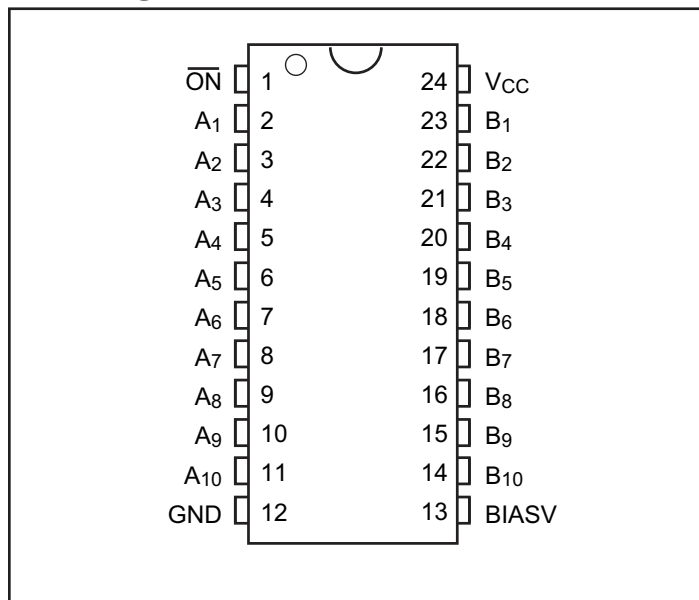 O̅N̅ 1 24 VCC
A1 2 23 B1
A2 3 22 B2
A3 4 21 B3
A4 5 20 B4
A5 6 19 B5
A6 7 18 B6
A7 8 17 B7
A8 9 16 B8
A9 10 15 B9
A10 11 14 B10
GND 12 13 BIASV